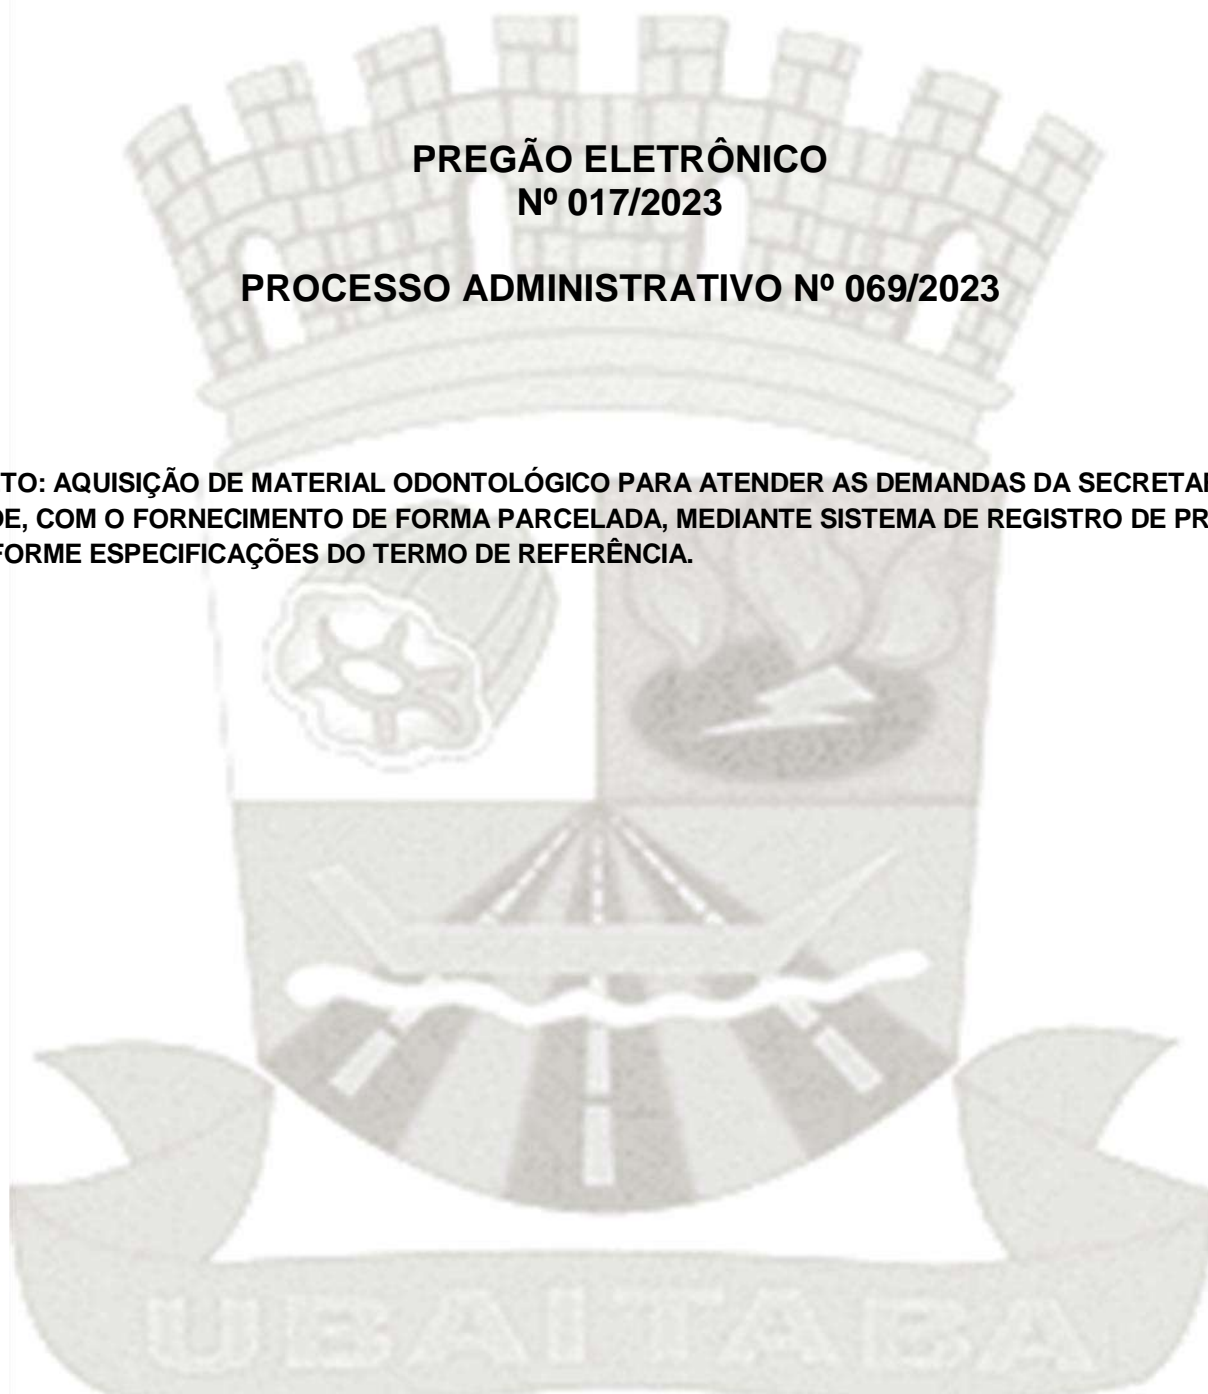 PREGÃO ELETRÔNICO
Nº 017/2023
PROCESSO ADMINISTRATIVO Nº 069/2023
TO: AQUISIÇÃO DE MATERIAL ODONTOLÓGICO PARA ATENDER AS DEMANDAS DA SECRETA
DE, COM O FORNECIMENTO DE FORMA PARCELADA, MEDIANTE SISTEMA DE REGISTRO DE PR
FORME ESPECIFICAÇÕES DO TERMO DE REFERÊNCIA.
UBAITABA